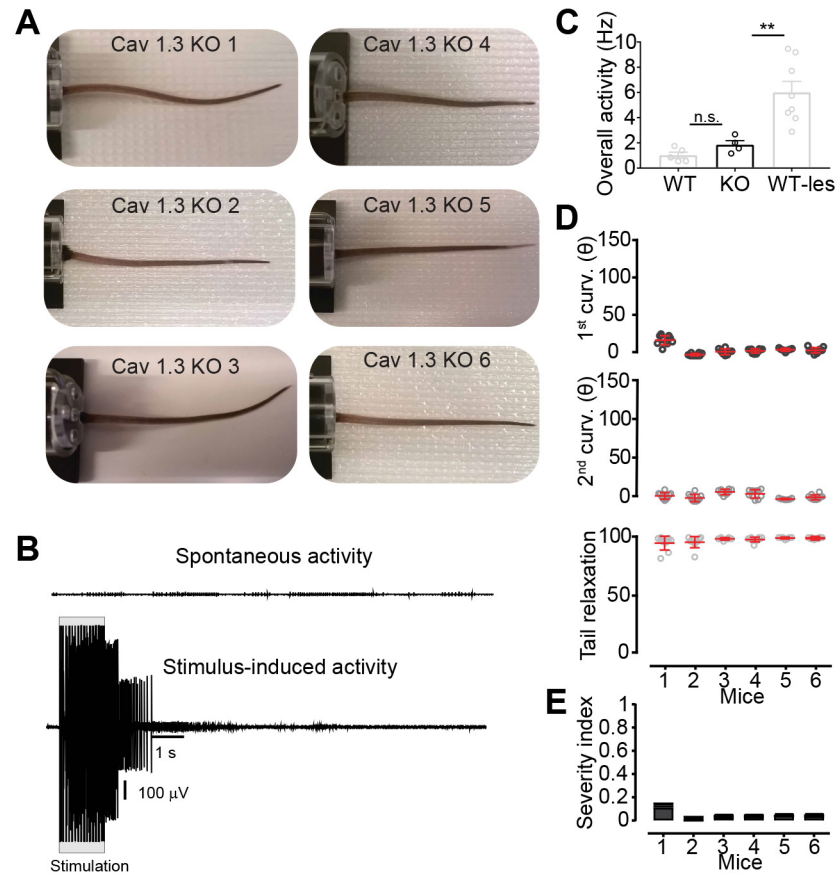 A
Cav 1.3 KO 1
Cav 1.3 KO 4
Cav 1.3 KO 2
Cav 1.3 KO 5
Cav 1.3 KO 3
Cav 1.3 KO 6
B
Spontaneous activity
Stimulus-induced activity
1 s
100 μV
Stimulation
C
Overall activity (Hz)
10
8
6
4
2
0
n.s.
**
WT
KO
WT-les
D
1st curv. (θ)
150
100
50
0
2nd curv. (θ)
150
100
50
0
Tail relaxation
100
50
0
1 2 3 4 5 6
Mice
E
Severity index
1
0.8
0.6
0.4
0.2
0
1 2 3 4 5 6
Mice